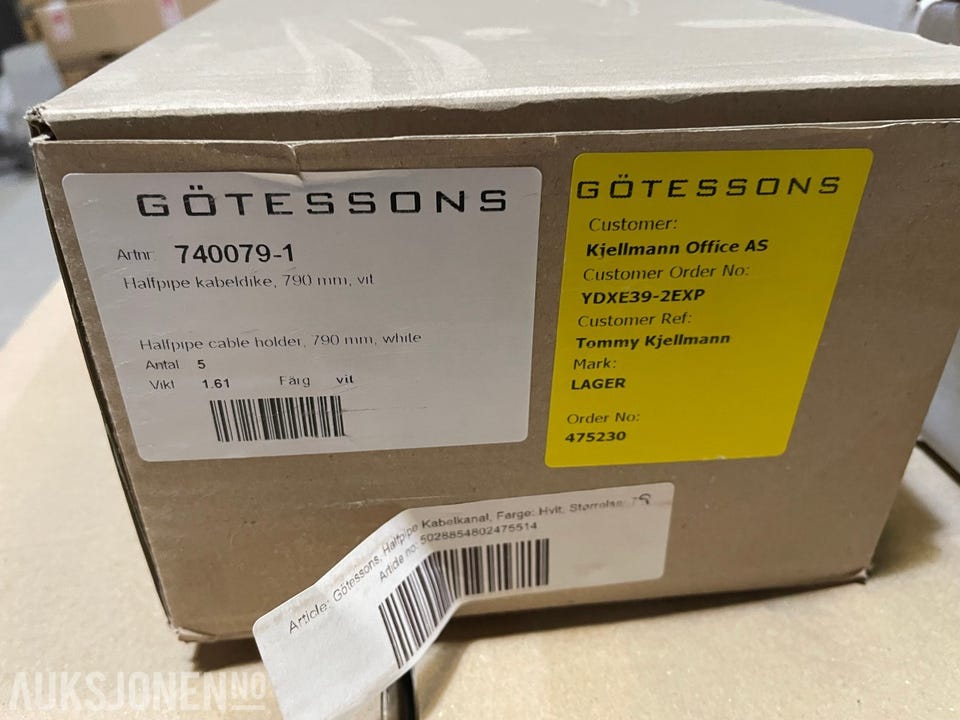 GÖTESSONS
Artnr 740079-1
Halfpipe kabeldike, 790 mm, vit
Halfpipe cable holder, 790 mm, white
Antal 5
Vikt 1.61 Färg vit
GÖTESSONS
Customer:
Kjellmann Office AS
Customer Order No:
YDXE39-2EXP
Customer Ref:
Tommy Kjellmann
Mark:
LAGER
Order No:
475230
Article: Götessons, Halfpipe Kabelkanal, Farge: Hvit, Størrelse:
Article no: 5028854802475514
AUKSJONEN.NO